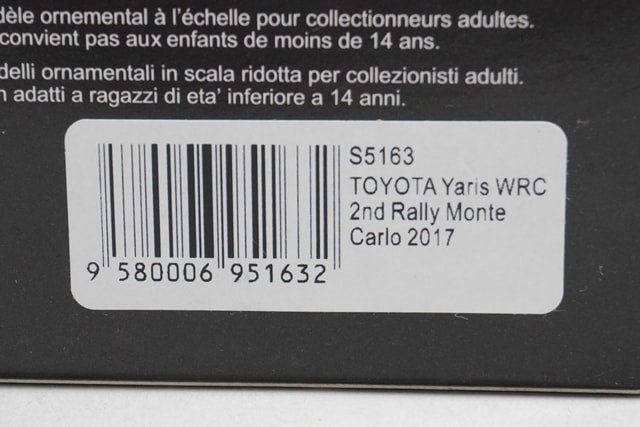 dèle ornemental à l'échelle pour collectionneurs adultes.
convient pas aux enfants de moins de 14 ans.
delli ornamentali in scala ridotta per collezionisti adulti.
n adatti a ragazzi di eta' inferiore a 14 anni.
S5163
TOYOTA Yaris WRC
2nd Rally Monte
Carlo 2017
9 580006 951632